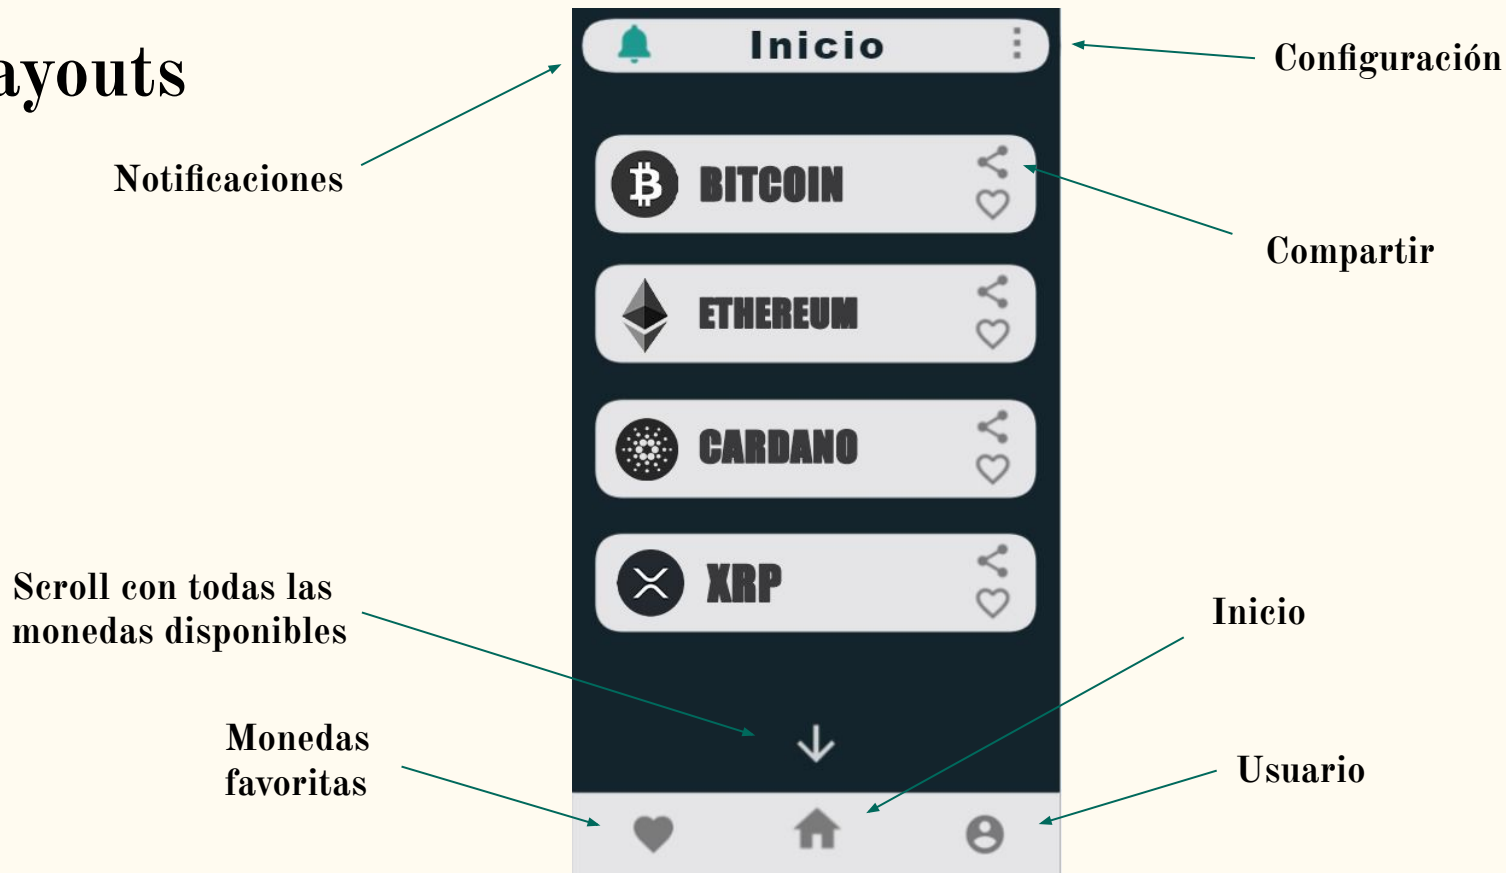 ayouts
Notificaciones
Inicio
Configuración
BITCOIN
Compartir
ETHEREUM
CARDANO
XRP
Scroll con todas las
monedas disponibles
Inicio
Monedas
favoritas
Usuario